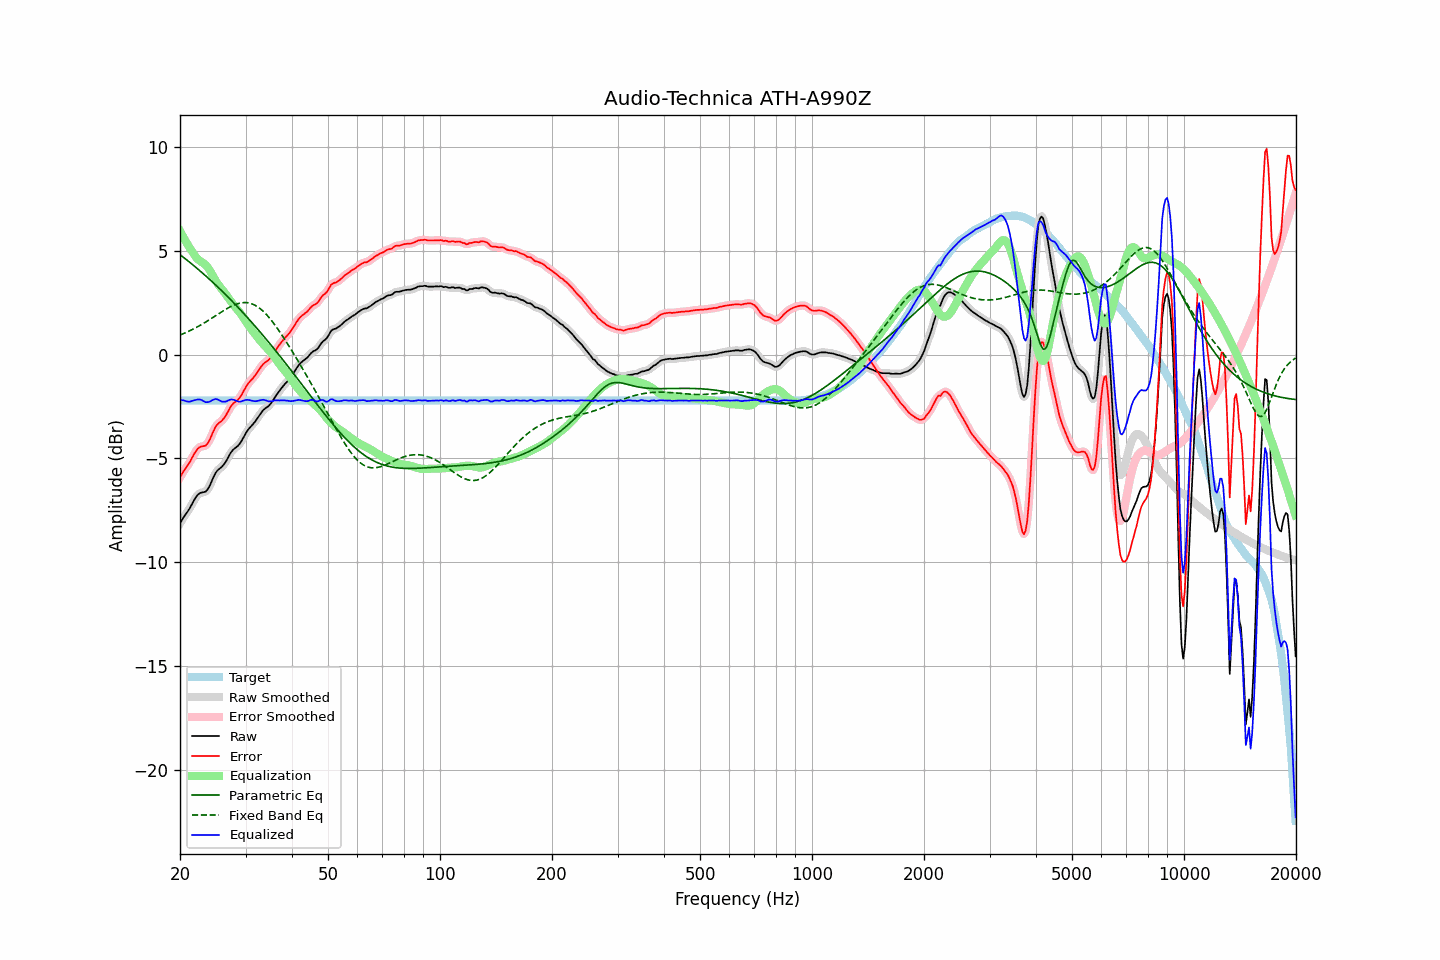 Audio-Technica ATH-A990Z
10
5
0
−5
−10
−15
−20
Amplitude (dBr)
Target
Raw Smoothed
Error Smoothed
Raw
Error
Equalization
Parametric Eq
Fixed Band Eq
Equalized
20 50 100 200 500 1000 2000 5000 10000 20000
Frequency (Hz)